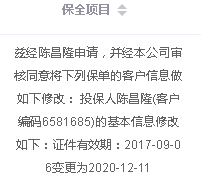 保全项目
兹经陈昌隆申请，并经本公司审
核同意将下列保单的客户信息做
如下修改：投保人陈昌隆(客户
编码6581685)的基本信息修改
如下：证件有效期：2017-09-0
6变更为2020-12-11